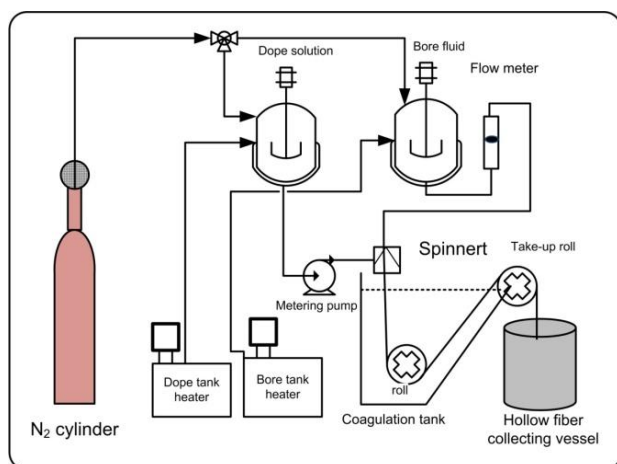 Dope solution
Bore fluid
Flow meter
Spinnert
Take-up roll
Metering pump
roll
Dope tank
heater
Bore tank
heater
Coagulation tank
N₂ cylinder
Hollow fiber
collecting vessel